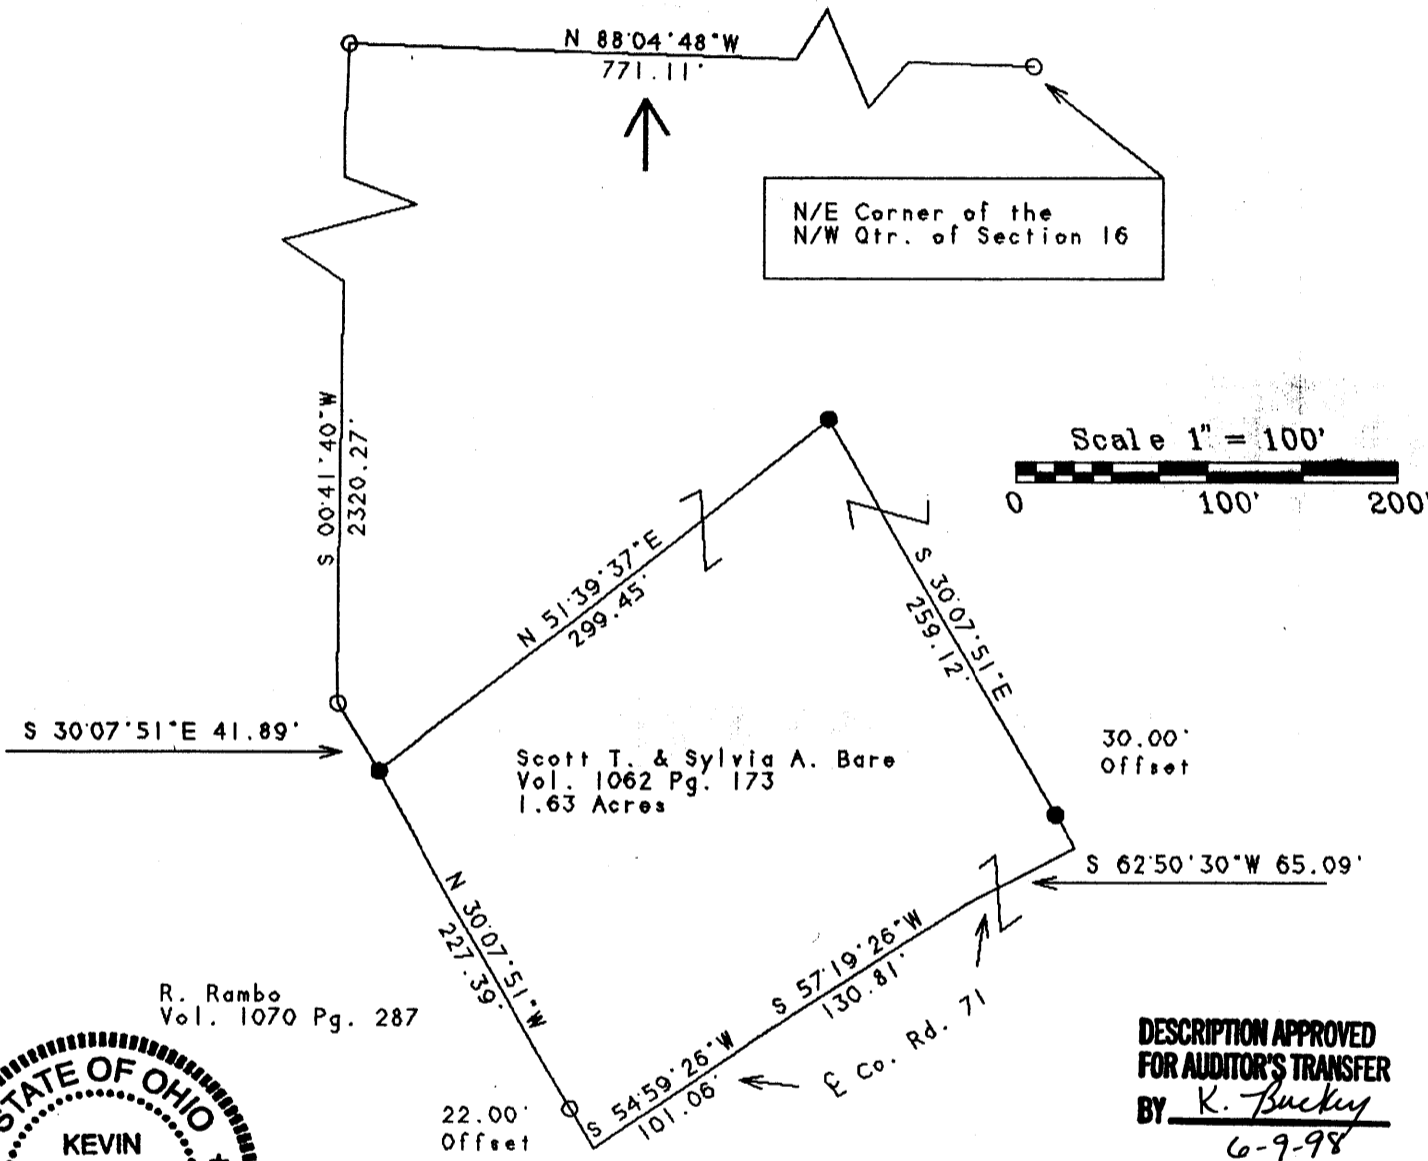 N 88°04'48"W
771.11'
N/E Corner of the
N/W Qtr. of Section 16
S 00°41'40"W
2320.27'
Scale 1" = 100'
0 100' 200'
N 51°39'37"E
299.45'
S 30°07'51"E
259.12'
S 30°07'51"E 41.89'
30.00'
Offset
Scott T. & Sylvia A. Bare
Vol. 1062 Pg. 173
1.63 Acres
S 62°50'30"W 65.09'
N 30°07'51"W
227.39'
S 57°19'26"W
130.81'
R. Rambo
Vol. 1070 Pg. 287
℄ Co. Rd. 71
S 54°59'26"W
101.06'
22.00'
Offset
STATE OF OHIO
KEVIN
DESCRIPTION APPROVED
FOR AUDITOR'S TRANSFER
BY K. Buckey
6-9-98